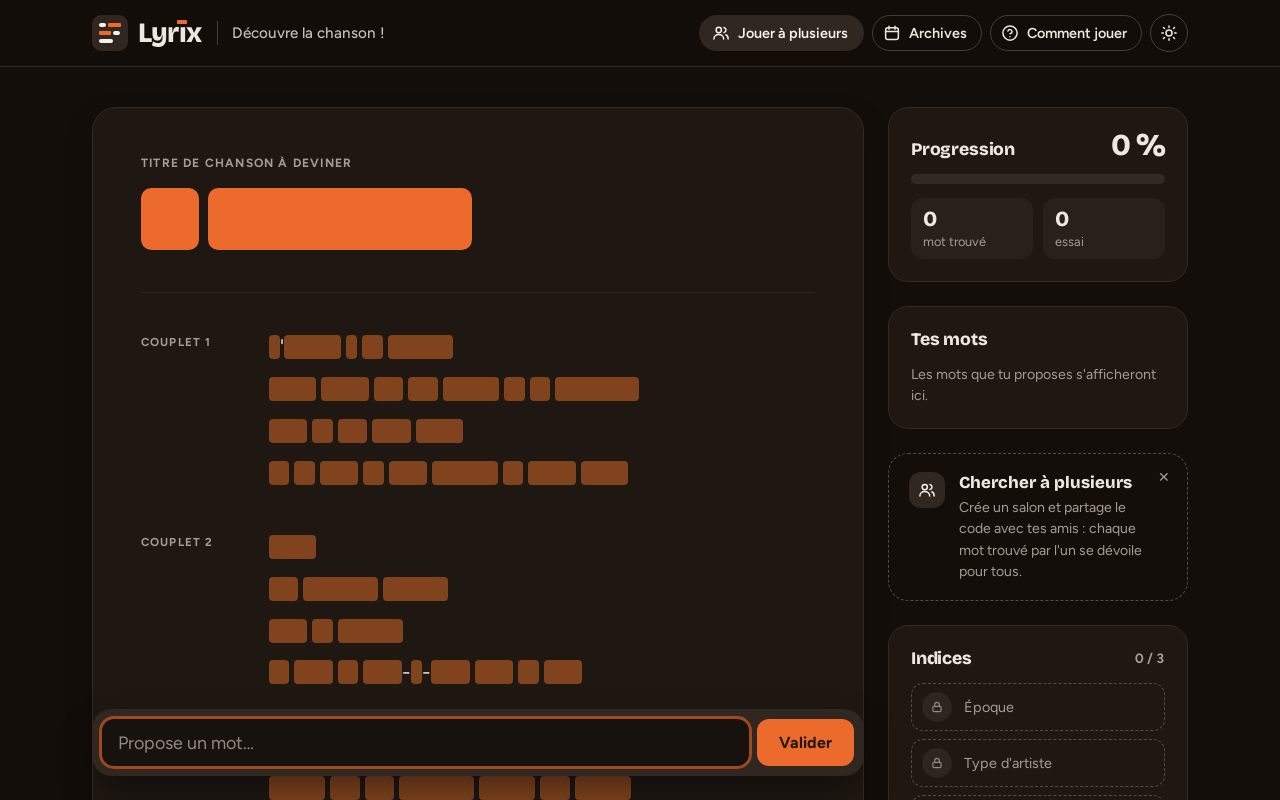 Lyrix
Découvre la chanson !
Jouer à plusieurs
Archives
Comment jouer
TITRE DE CHANSON À DEVINER
COUPLET 1
'
COUPLET 2
- -
Propose un mot...
Valider
Progression
0 %
0
mot trouvé
0
essai
Tes mots
Les mots que tu proposes s'afficheront
ici.
Chercher à plusieurs
Crée un salon et partage le
code avec tes amis : chaque
mot trouvé par l'un se dévoile
pour tous.
Indices
0 / 3
Époque
Type d'artiste